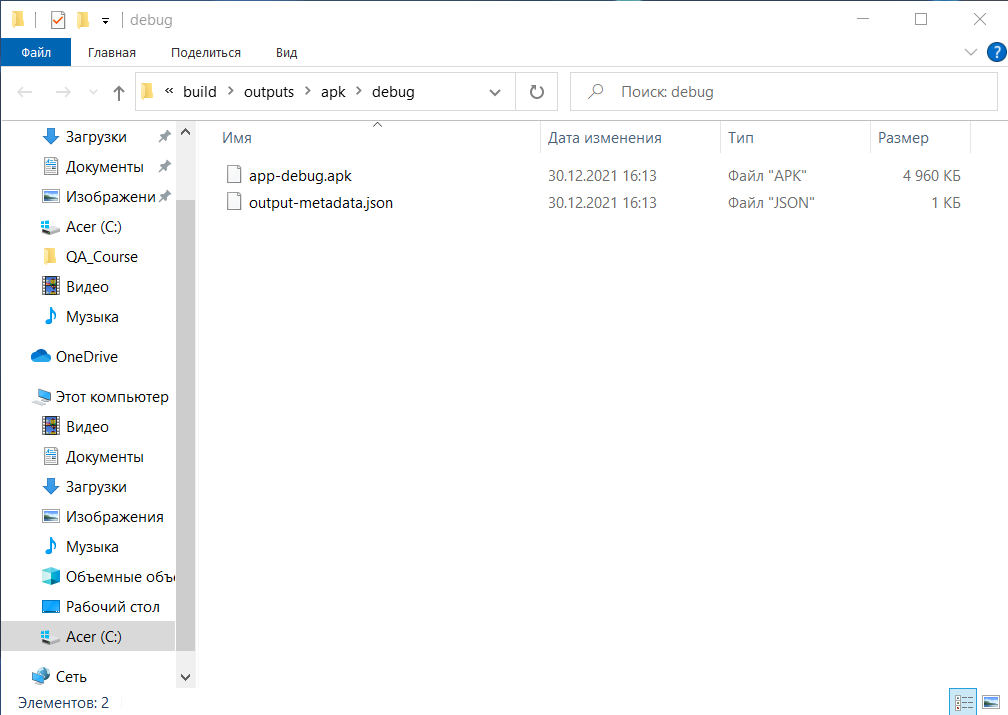 debug
Файл Главная Поделиться Вид ?
« build > outputs > apk > debug Поиск: debug
Имя Дата изменения Тип Размер
app-debug.apk 30.12.2021 16:13 Файл "APK" 4 960 КБ
output-metadata.json 30.12.2021 16:13 Файл "JSON" 1 КБ
Загрузки
Документы
Изображени
Acer (C:)
QA_Course
Видео
Музыка
OneDrive
Этот компьютер
Видео
Документы
Загрузки
Изображения
Музыка
Объемные объе
Рабочий стол
Acer (C:)
Сеть
Элементов: 2